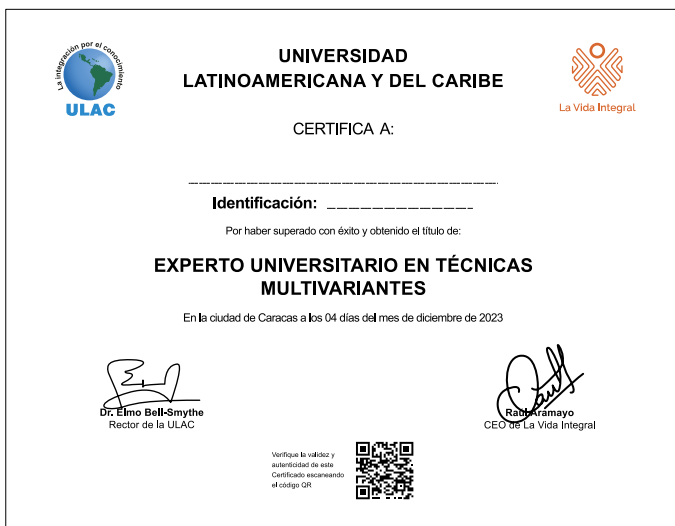 La integración por el conocimiento
ULAC
UNIVERSIDAD
LATINOAMERICANA Y DEL CARIBE
La Vida Integral
CERTIFICA A:
Identificación:
Por haber superado con éxito y obtenido el título de:
EXPERTO UNIVERSITARIO EN TÉCNICAS
MULTIVARIANTES
En la ciudad de Caracas a los 04 días del mes de diciembre de 2023
Dr. Elmo Bell-Smythe
Rector de la ULAC
Raúl Aramayo
CEO de La Vida Integral
Verifique la validez y
autenticidad de este
Certificado escaneando
el código QR